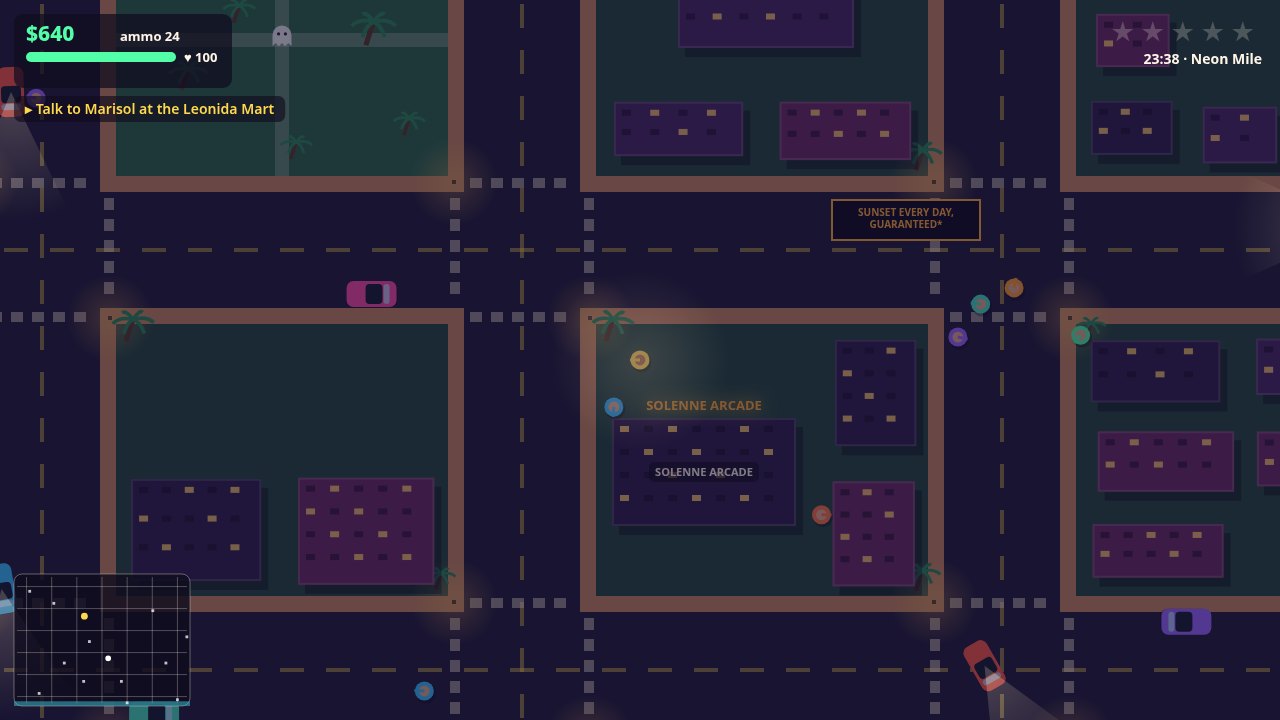 $640
ammo 24
♥ 100
▸ Talk to Marisol at the Leonida Mart
★ ★ ★ ★ ★
23:38 · Neon Mile
SUNSET EVERY DAY,
GUARANTEED*
SOLENNE ARCADE
SOLENNE ARCADE